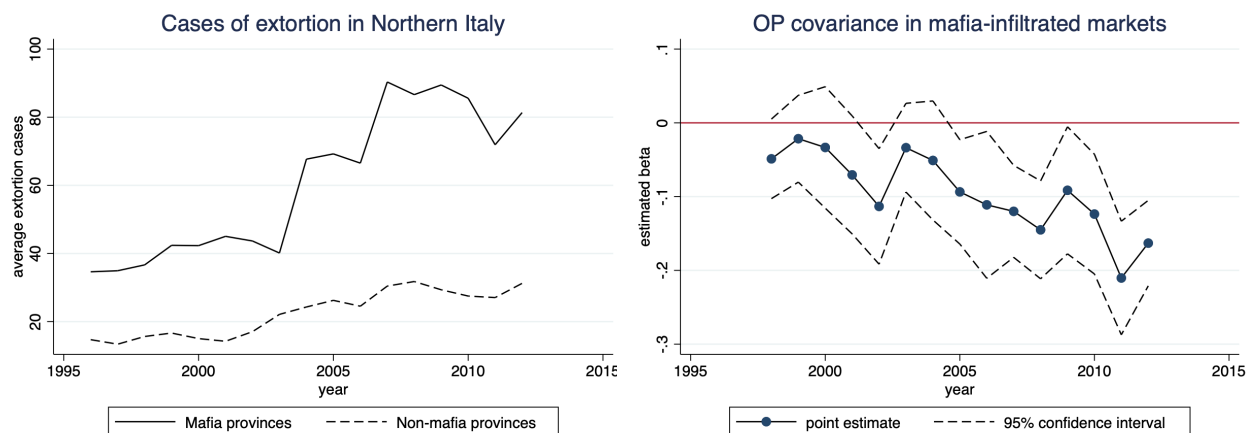 Cases of extortion in Northern Italy
average extortion cases
100
80
60
40
20
1995
2000
2005
2010
2015
year
Mafia provinces
Non-mafia provinces
OP covariance in mafia-infiltrated markets
estimated beta
.1
0
-.1
-.2
-.3
1995
2000
2005
2010
2015
year
point estimate
95% confidence interval